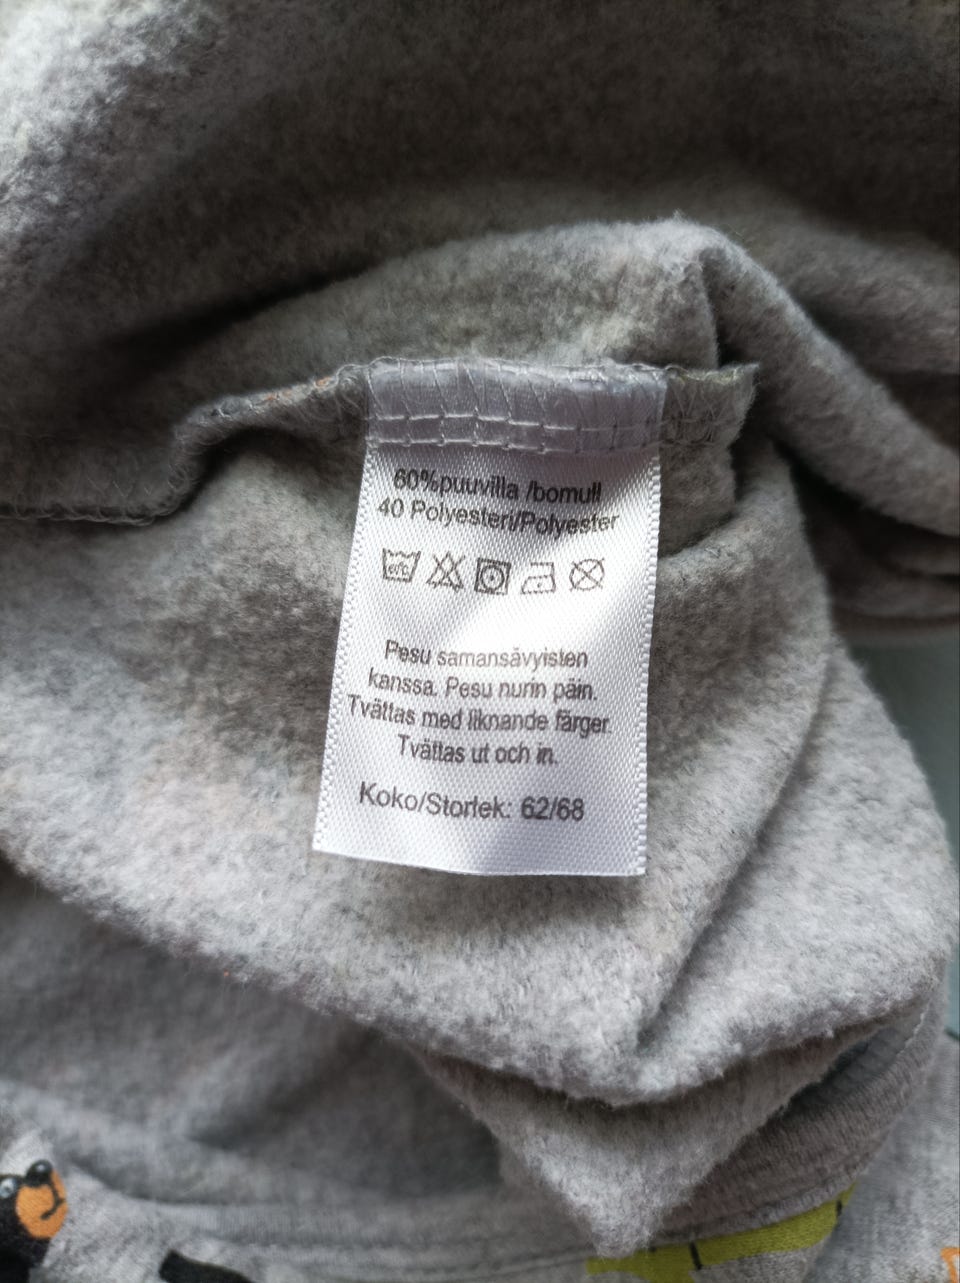 60%puuvilla /bomull
40 Polyesteri/Polyester
Pesu samansävyisten
kanssa. Pesu nurin päin.
Tvättas med liknande färger.
Tvättas ut och in.
Koko/Storlek: 62/68